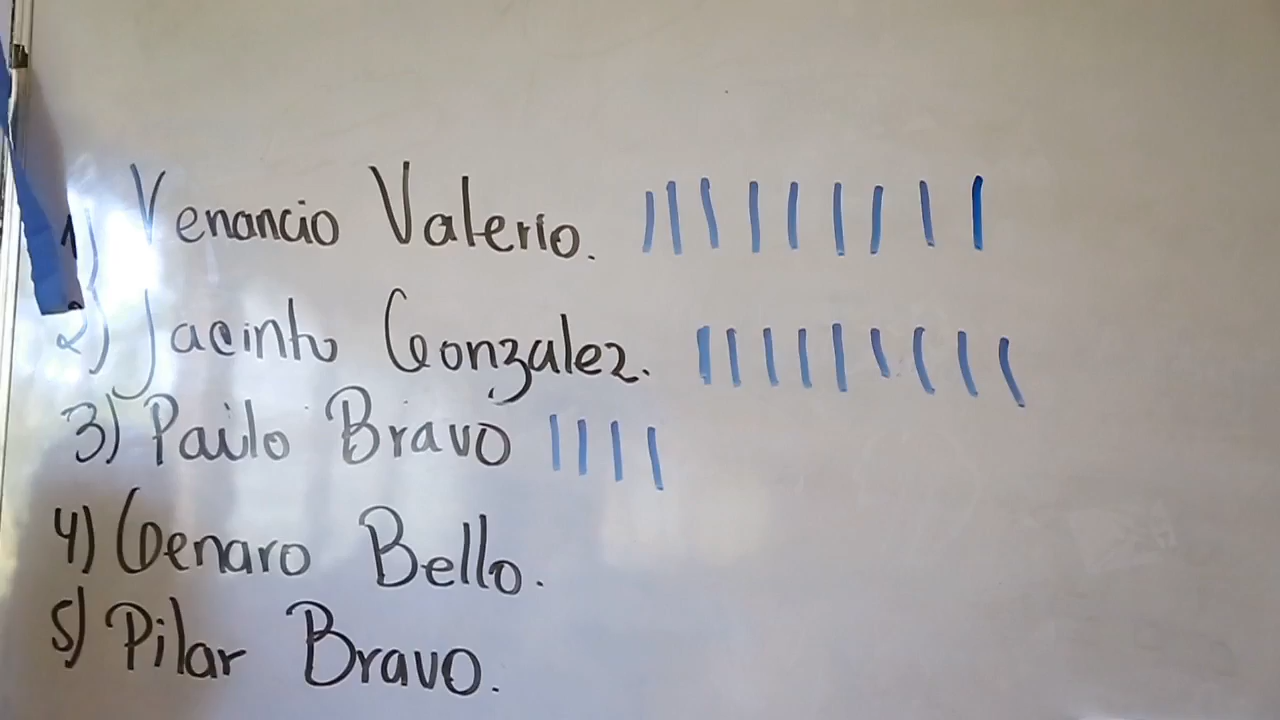 1) Venancio Valerio. | | | | | | | | |
2) Jacinto Gonzalez. | | | | | | | | |
3) Pailo Bravo | | | |
4) Genaro Bello.
5) Pilar Bravo.